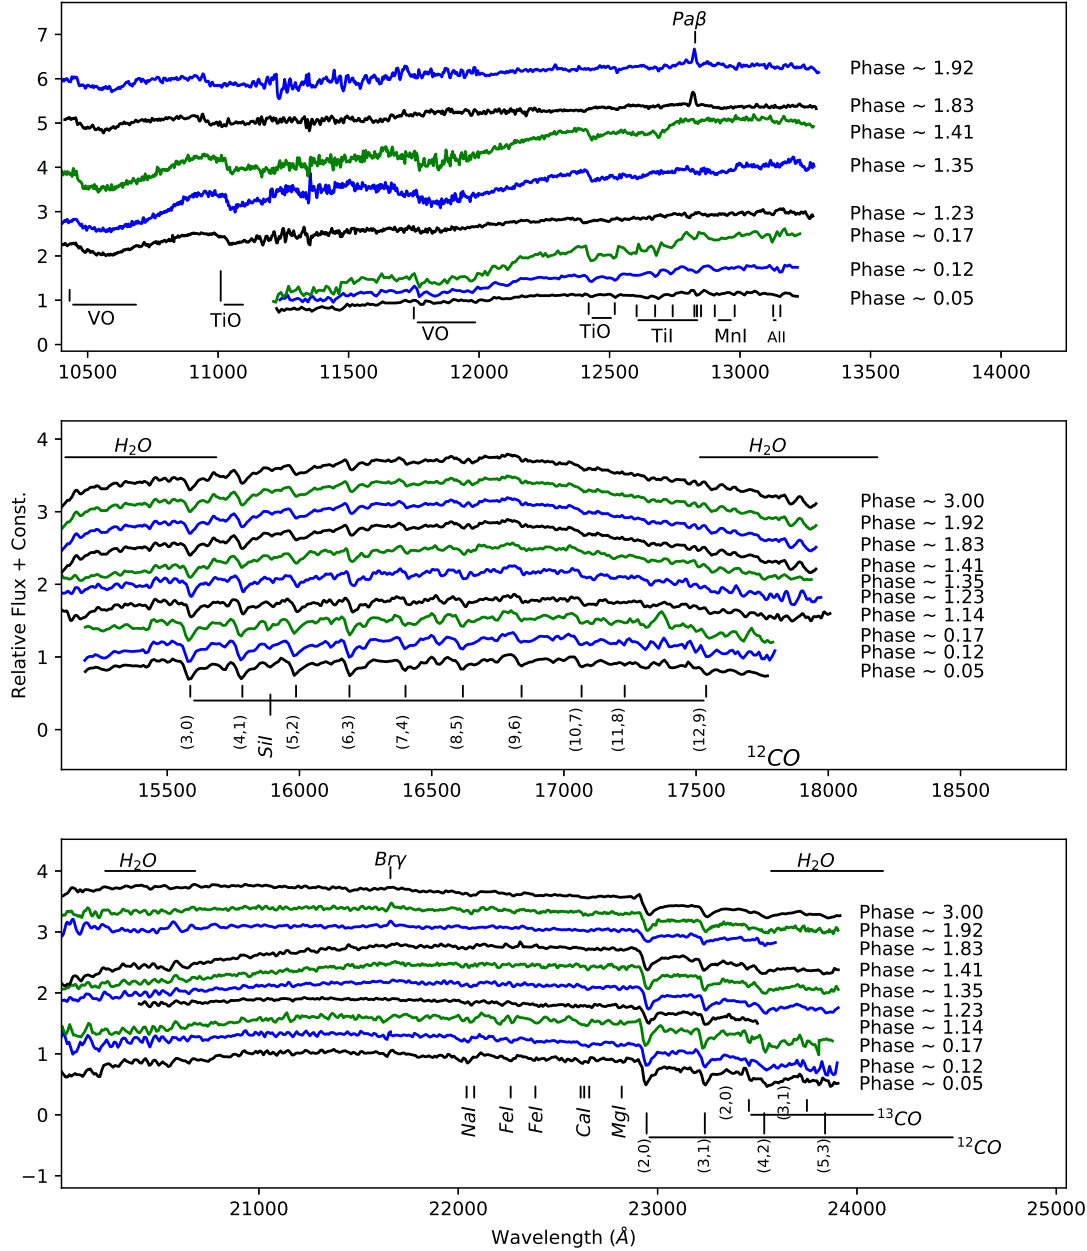 Paβ
7
6
5
4
3
2
1
0
Phase ~ 1.92
Phase ~ 1.83
Phase ~ 1.41
Phase ~ 1.35
Phase ~ 1.23
Phase ~ 0.17
Phase ~ 0.12
Phase ~ 0.05
VO
TiO
VO
TiO
TiI
MnI
AlI
10500 11000 11500 12000 12500 13000 13500 14000
Relative Flux + Const.
4
3
2
1
0
H₂O
H₂O
Phase ~ 3.00
Phase ~ 1.92
Phase ~ 1.83
Phase ~ 1.41
Phase ~ 1.35
Phase ~ 1.23
Phase ~ 1.14
Phase ~ 0.17
Phase ~ 0.12
Phase ~ 0.05
(3,0)
(4,1)
SiI
(5,2)
(6,3)
(7,4)
(8,5)
(9,6)
(10,7)
(11,8)
(12,9)
¹²CO
15500 16000 16500 17000 17500 18000 18500
4
3
2
1
0
−1
H₂O
Brγ
H₂O
Phase ~ 3.00
Phase ~ 1.92
Phase ~ 1.83
Phase ~ 1.41
Phase ~ 1.35
Phase ~ 1.23
Phase ~ 1.14
Phase ~ 0.17
Phase ~ 0.12
Phase ~ 0.05
NaI
FeI
FeI
CaI
MgI
(2,0)
(3,1)
¹³CO
(2,0)
(3,1)
(4,2)
(5,3)
¹²CO
21000 22000 23000 24000 25000
Wavelength (Å)